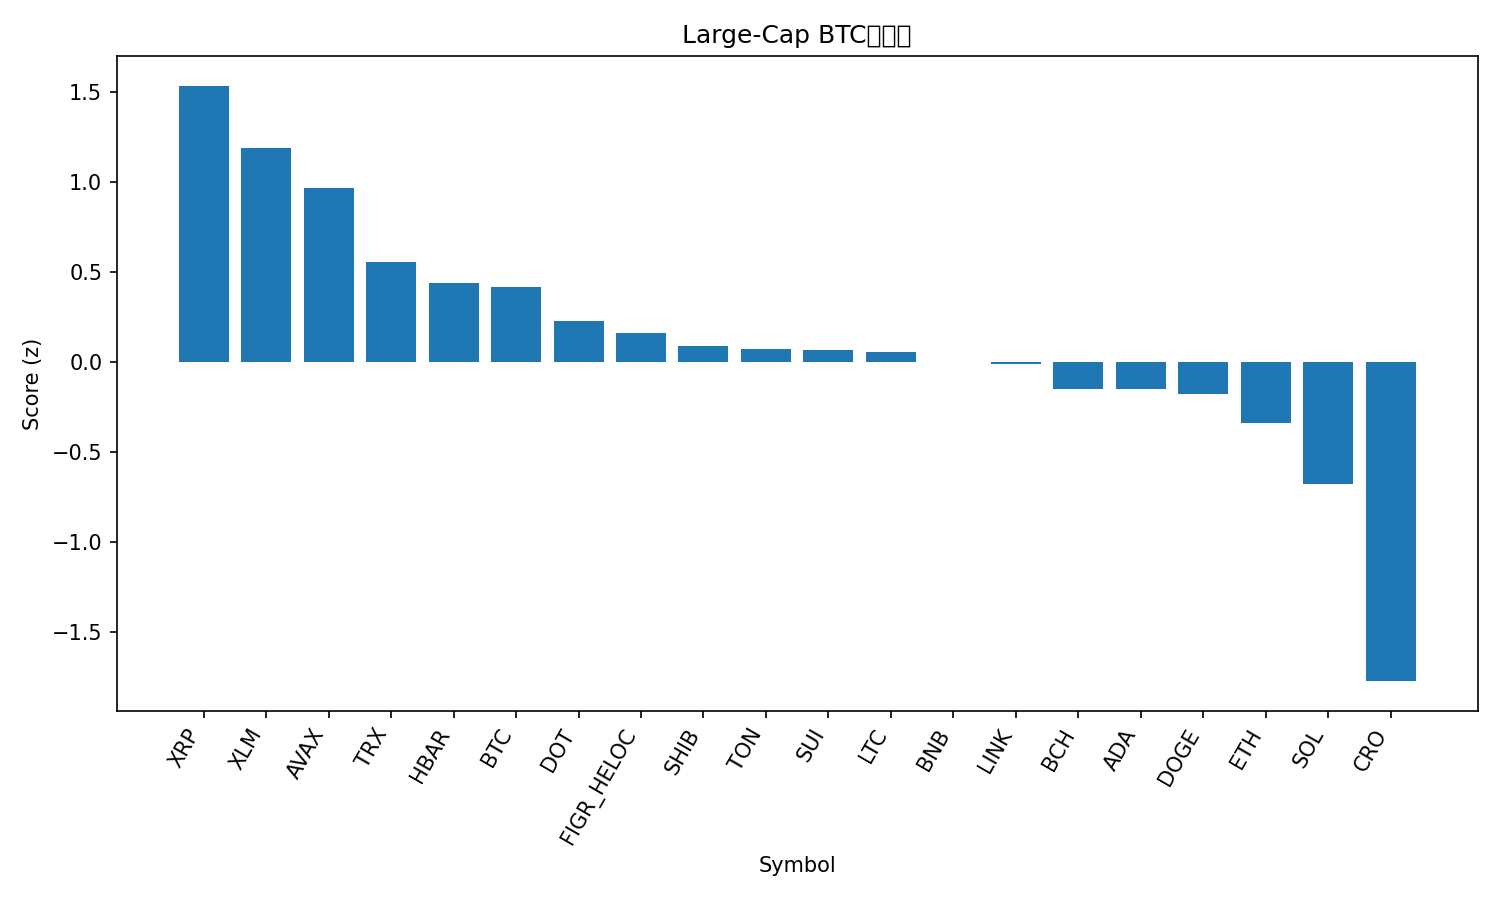 Large-Cap BTC
1.5
1.0
0.5
0.0
−0.5
−1.0
−1.5
Score (z)
XRP
XLM
AVAX
TRX
HBAR
BTC
DOT
FIGR_HELOC
SHIB
TON
SUI
LTC
BNB
LINK
BCH
ADA
DOGE
ETH
SOL
CRO
Symbol